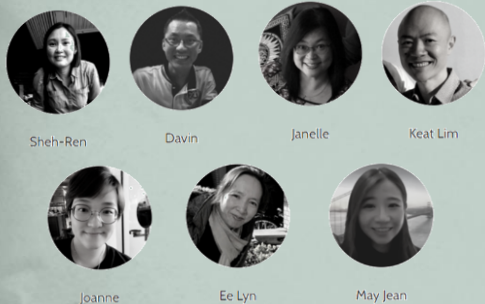 Sheh-Ren
Davin
Janelle
Keat Lim
Joanne
Ee Lyn
May Jean